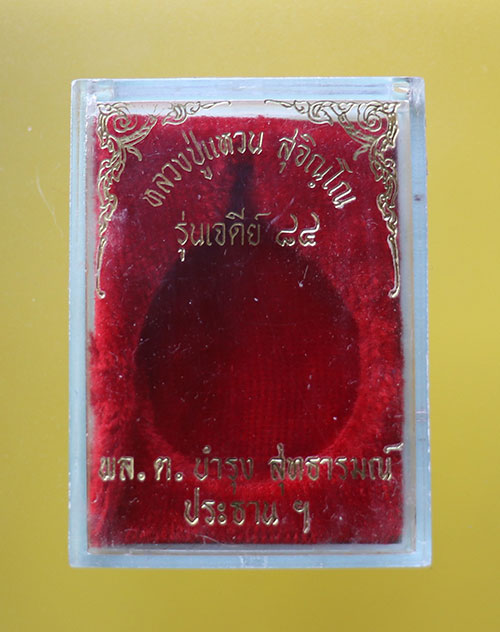 หลวงปู่แหวน สุจิณฺโณ
รุ่นเจดีย์ ๘๔
พล. ต. บำรุง สุ่ทธารมณ์
ประธาน ฯ